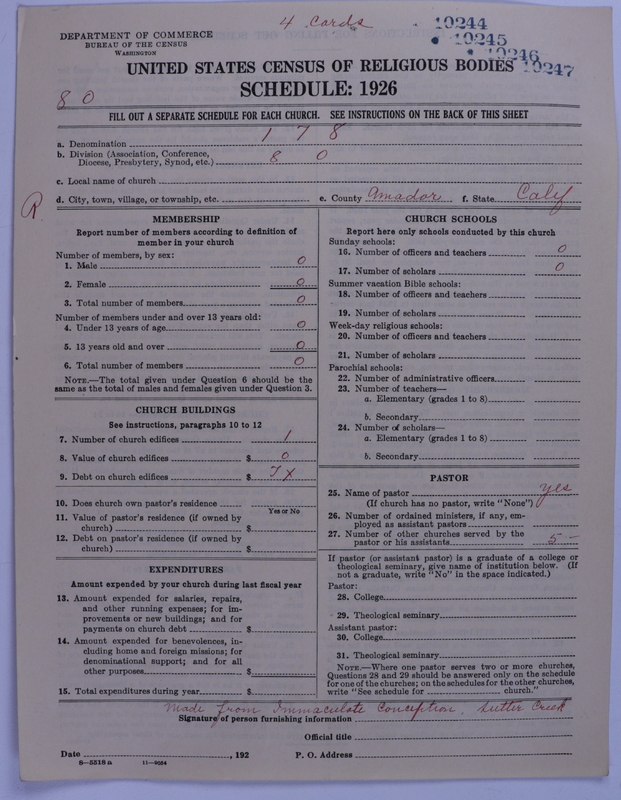 4 Cards
10244
10245
10246
10247
DEPARTMENT OF COMMERCE
BUREAU OF THE CENSUS
WASHINGTON
UNITED STATES CENSUS OF RELIGIOUS BODIES
SCHEDULE: 1926
80
FILL OUT A SEPARATE SCHEDULE FOR EACH CHURCH. SEE INSTRUCTIONS ON THE BACK OF THIS SHEET
a. Denomination 178
b. Division (Association, Conference,
Diocese, Presbytery, Synod, etc.) 80
c. Local name of church
d. City, town, village, or township, etc. e. County Amador f. State Calif
R
MEMBERSHIP
Report number of members according to definition of
member in your church
Number of members, by sex:
1. Male 0
2. Female 0
3. Total number of members 0
Number of members under and over 13 years old:
4. Under 13 years of age 0
5. 13 years old and over 0
6. Total number of members 0
NOTE.—The total given under Question 6 should be the
same as the total of males and females given under Question 3.
CHURCH BUILDINGS
See instructions, paragraphs 10 to 12
7. Number of church edifices 1
8. Value of church edifices $ 0
9. Debt on church edifices $
10. Does church own pastor's residence
Yes or No
11. Value of pastor's residence (if owned by
church) $
12. Debt on pastor's residence (if owned by
church) $
EXPENDITURES
Amount expended by your church during last fiscal year
13. Amount expended for salaries, repairs,
and other running expenses; for im-
provements or new buildings; and for
payments on church debt $
14. Amount expended for benevolences, in-
cluding home and foreign missions; for
denominational support; and for all
other purposes $
15. Total expenditures during year $
CHURCH SCHOOLS
Report here only schools conducted by this church
Sunday schools:
16. Number of officers and teachers 0
17. Number of scholars 0
Summer vacation Bible schools:
18. Number of officers and teachers
19. Number of scholars
Week-day religious schools:
20. Number of officers and teachers
21. Number of scholars
Parochial schools:
22. Number of administrative officers
23. Number of teachers—
a. Elementary (grades 1 to 8)
b. Secondary
24. Number of scholars—
a. Elementary (grades 1 to 8)
b. Secondary
PASTOR
25. Name of pastor yes
(If church has no pastor, write "None")
26. Number of ordained ministers, if any, em-
ployed as assistant pastors
27. Number of other churches served by the
pastor or his assistants 5 –
If pastor (or assistant pastor) is a graduate of a college or
theological seminary, give name of institution below. (If
not a graduate, write "No" in the space indicated.)
Pastor:
28. College
29. Theological seminary
Assistant pastor:
30. College
31. Theological seminary
NOTE.—Where one pastor serves two or more churches,
Questions 28 and 29 should be answered only on the schedule
for one of the churches; on the schedules for the other churches,
write "See schedule for church."
Made from Immaculate Conception. Sutter Creek
Signature of person furnishing information
Official title
Date , 192 P. O. Address
8—5518a 11—9084